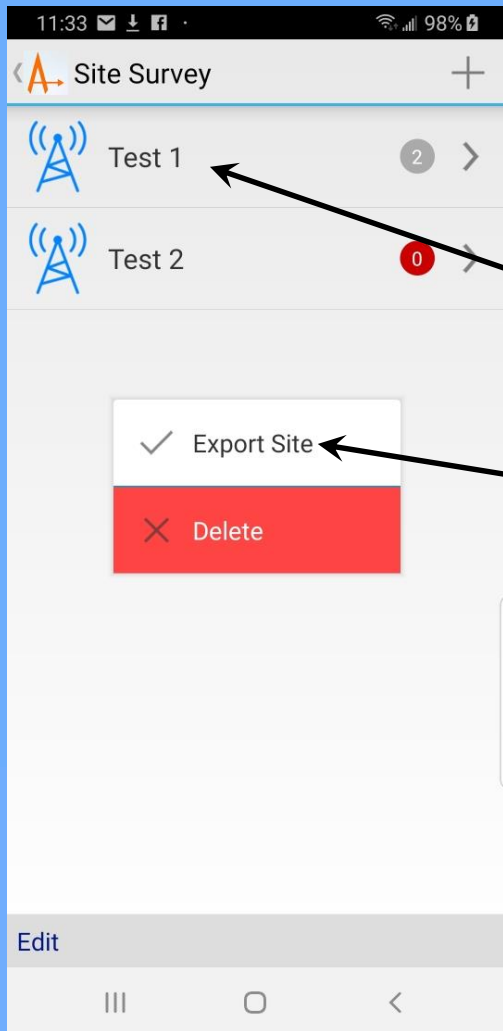 11:33 98%
Site Survey
Test 1 2
Test 2 0
Export Site
Delete
Edit